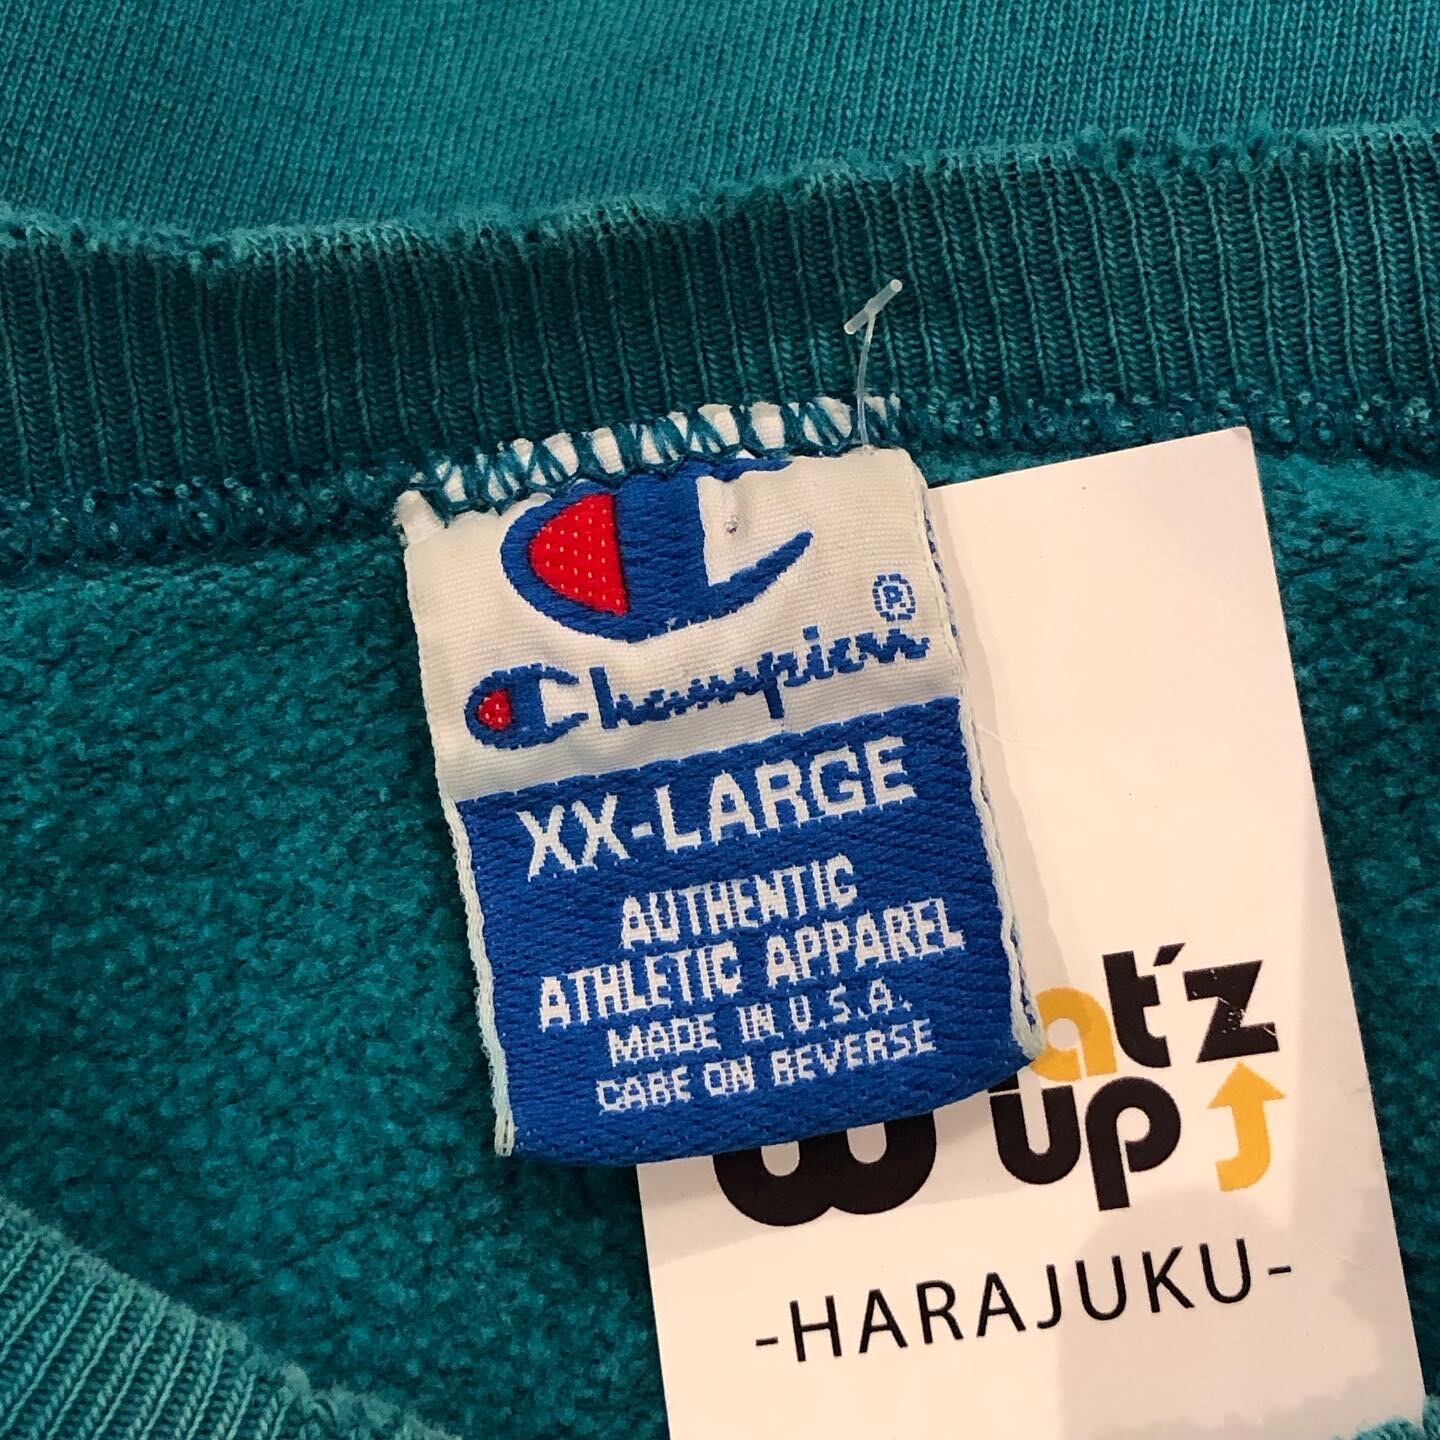 Champion®
XX-LARGE
AUTHENTIC
ATHLETIC APPAREL
MADE IN U.S.A.
CARE ON REVERSE
at'z
up
-HARAJUKU-